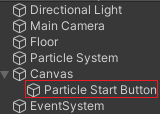 Directional Light
Main Camera
Floor
Particle System
Canvas
Particle Start Button
EventSystem